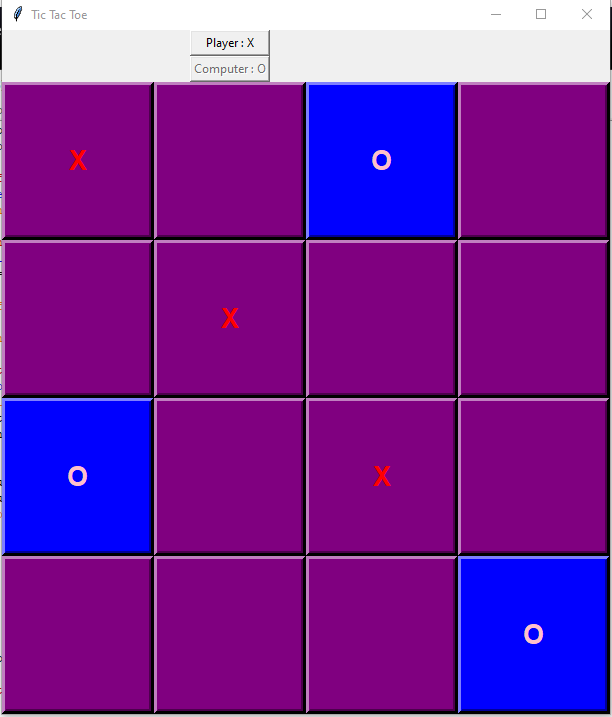 Tic Tac Toe
Player : X
Computer : O
X O
X
O X
O